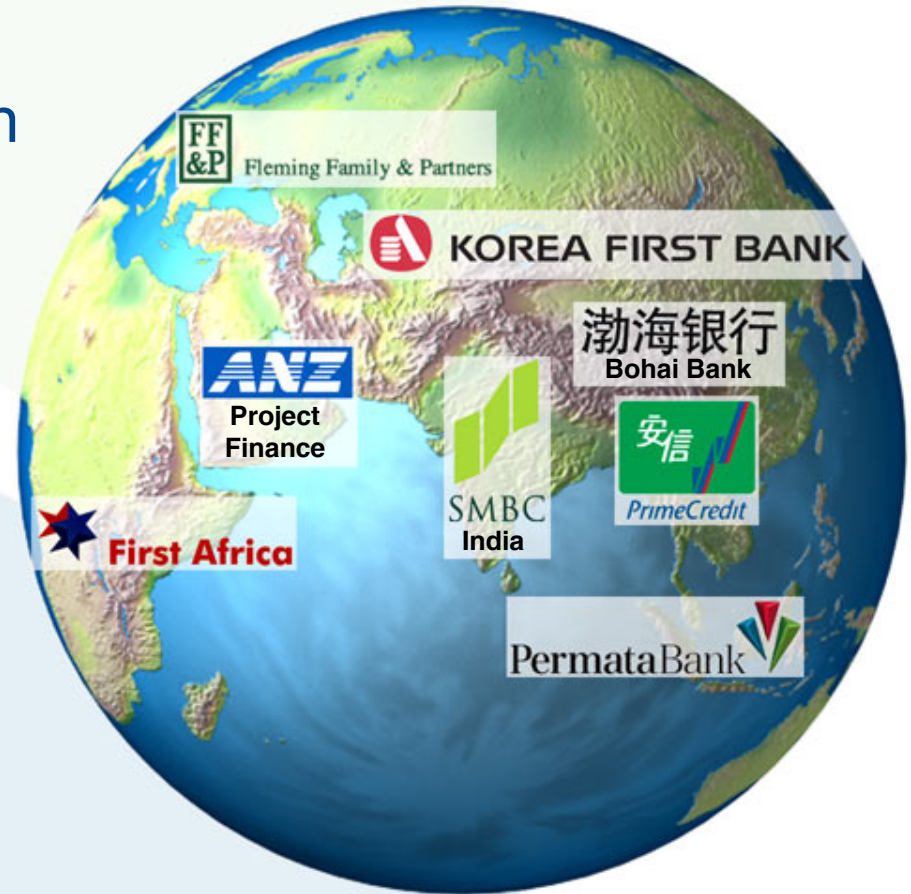 n
FF
&P
Fleming Family & Partners
KOREA FIRST BANK
渤海银行
Bohai Bank
ANZ
Project
Finance
安信
PrimeCredit
SMBC
India
First Africa
PermataBank